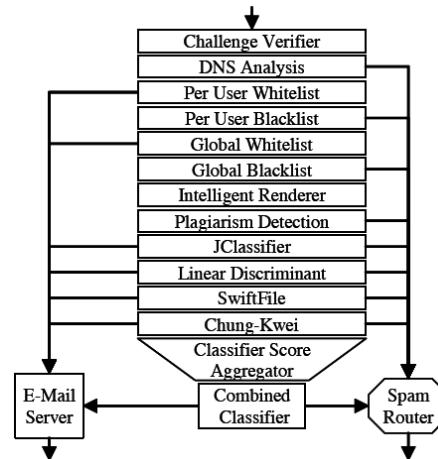 Challenge Verifier
DNS Analysis
Per User Whitelist
Per User Blacklist
Global Whitelist
Global Blacklist
Intelligent Renderer
Plagiarism Detection
JClassifier
Linear Discriminant
SwiftFile
Chung-Kwei
Classifier Score
Aggregator
E-Mail
Server
Combined
Classifier
Spam
Router